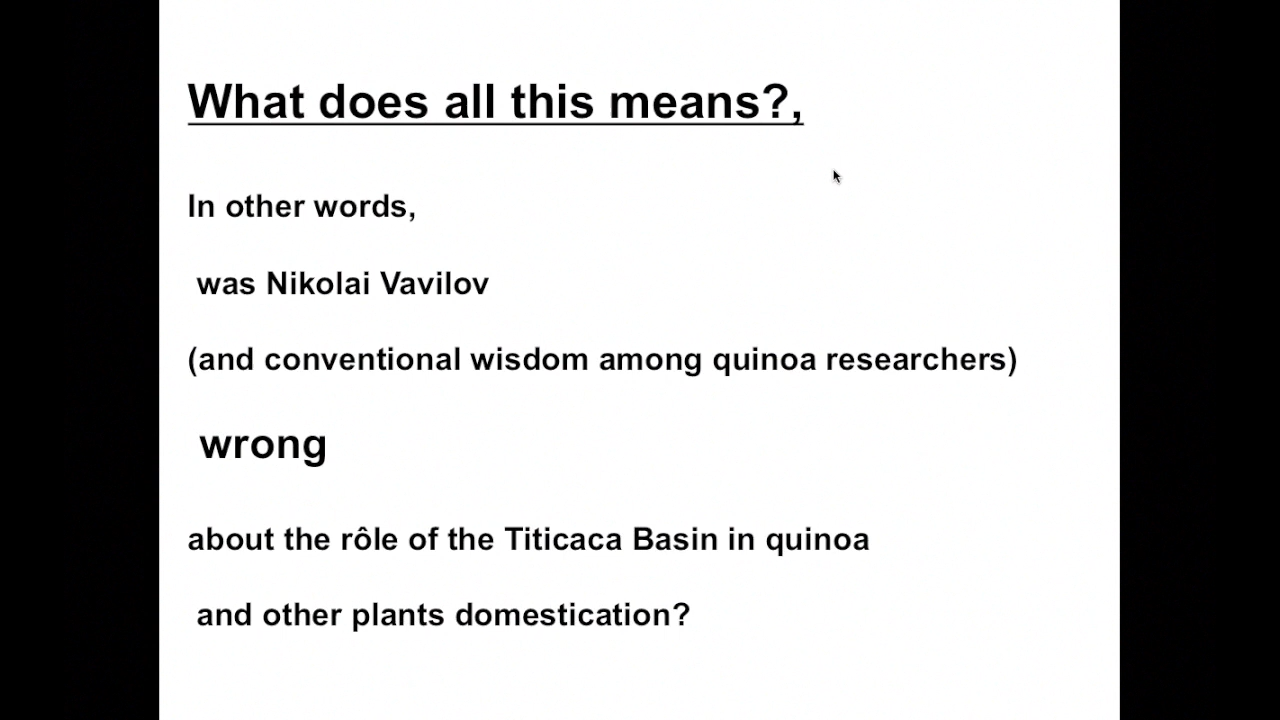 What does all this means?,
In other words,
was Nikolai Vavilov
(and conventional wisdom among quinoa researchers)
wrong
about the rôle of the Titicaca Basin in quinoa
and other plants domestication?